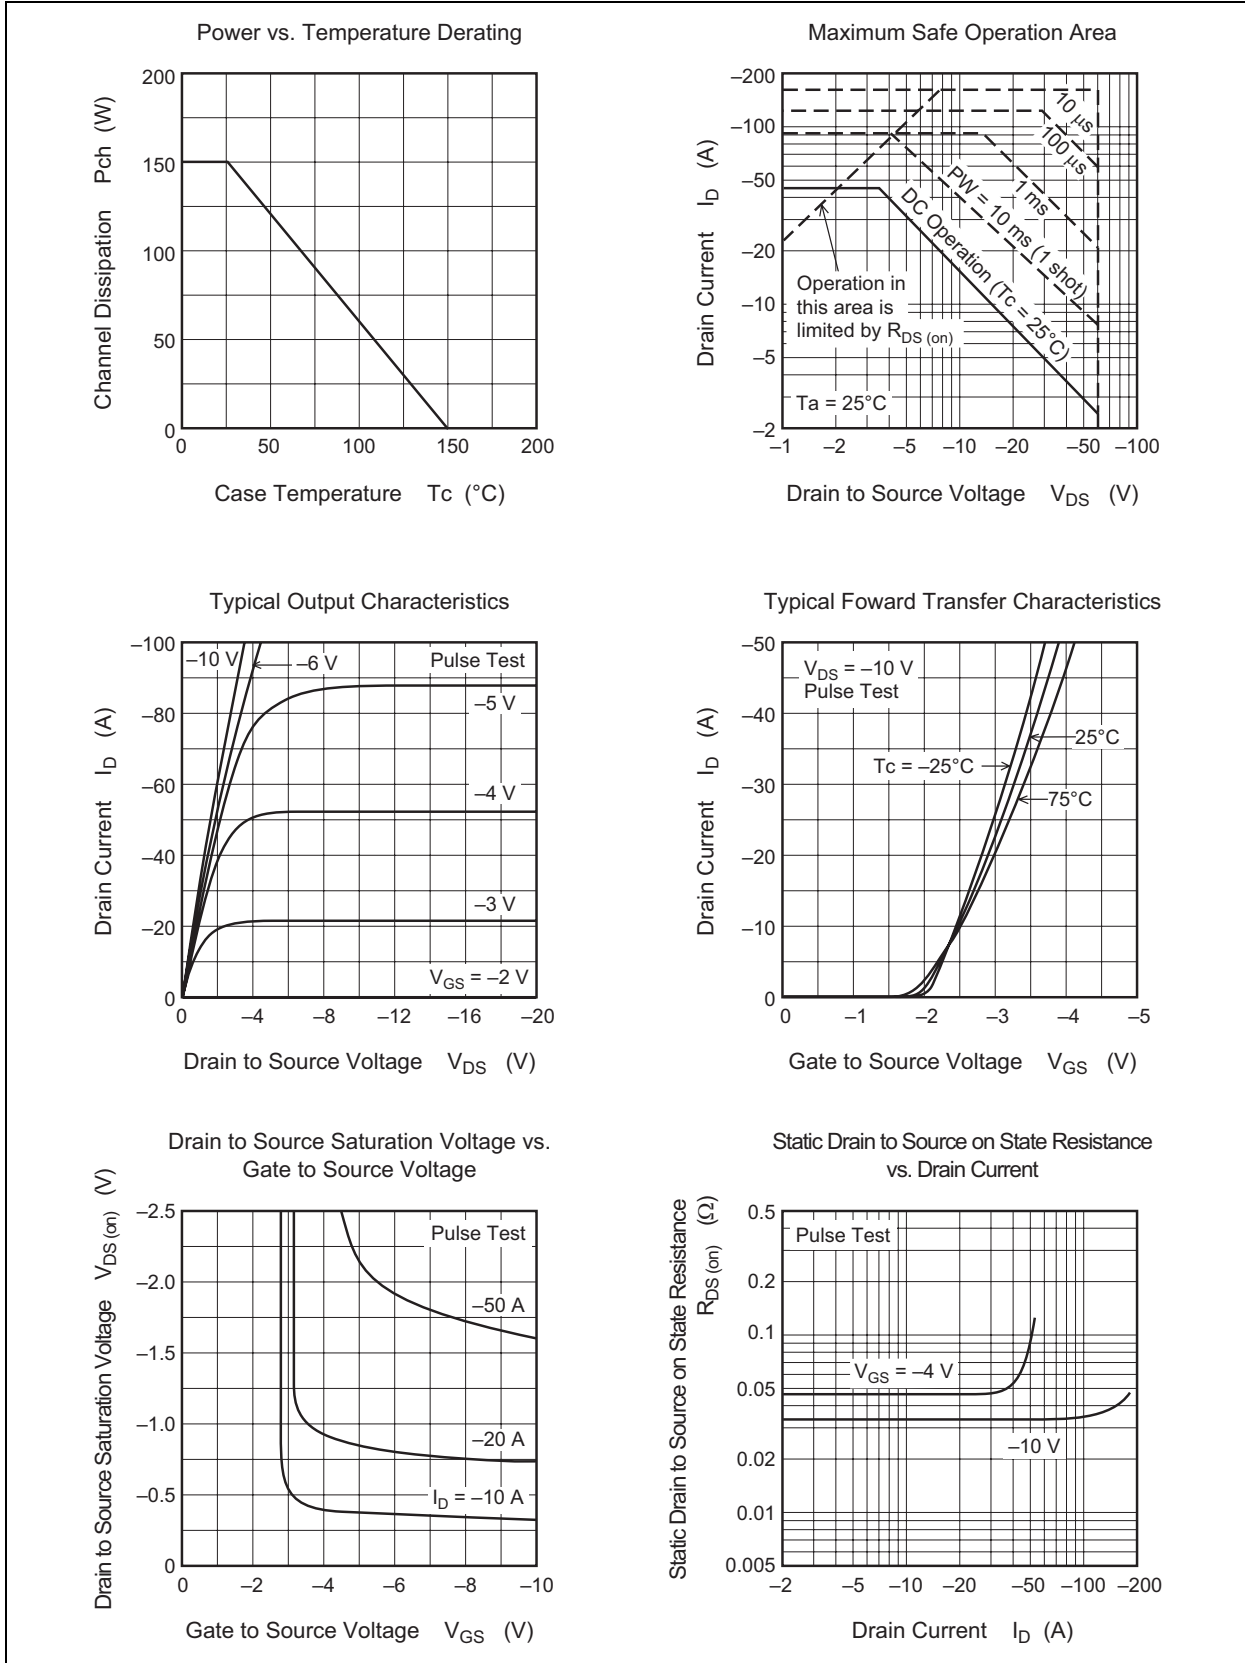 Power vs. Temperature Derating
Channel Dissipation Pch (W)
200
150
100
50
0
0 50 100 150 200
Case Temperature Tc (°C)
Maximum Safe Operation Area
Drain Current I_D (A)
–200
–100
–50
–20
–10
–5
–2
10 μs
100 μs
1 ms
PW = 10 ms (1 shot)
DC Operation (Tc = 25°C)
Operation in
this area is
limited by R_DS (on)
Ta = 25°C
–1 –2 –5 –10 –20 –50 –100
Drain to Source Voltage V_DS (V)
Typical Output Characteristics
Drain Current I_D (A)
–100
–80
–60
–40
–20
0
–10 V
–6 V
Pulse Test
–5 V
–4 V
–3 V
V_GS = –2 V
0 –4 –8 –12 –16 –20
Drain to Source Voltage V_DS (V)
Typical Foward Transfer Characteristics
Drain Current I_D (A)
–50
–40
–30
–20
–10
0
V_DS = –10 V
Pulse Test
25°C
Tc = –25°C
75°C
0 –1 –2 –3 –4 –5
Gate to Source Voltage V_GS (V)
Drain to Source Saturation Voltage vs.
Gate to Source Voltage
Drain to Source Saturation Voltage V_DS (on) (V)
–2.5
–2.0
–1.5
–1.0
–0.5
0
Pulse Test
–50 A
–20 A
I_D = –10 A
0 –2 –4 –6 –8 –10
Gate to Source Voltage V_GS (V)
Static Drain to Source on State Resistance
vs. Drain Current
Static Drain to Source on State Resistance
R_DS (on) (Ω)
0.5
0.2
0.1
0.05
0.02
0.01
0.005
Pulse Test
V_GS = –4 V
–10 V
–2 –5 –10 –20 –50 –100 –200
Drain Current I_D (A)